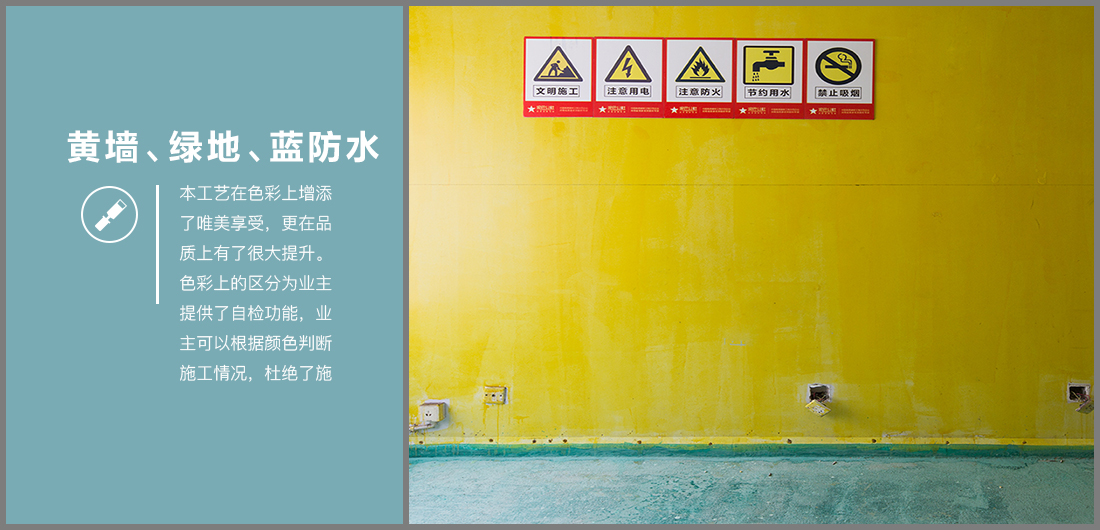 黄墙、绿地、蓝防水
本工艺在色彩上增添
了唯美享受，更在品
质上有了很大提升。
色彩上的区分为业主
提供了自检功能，业
主可以根据颜色判断
施工情况，杜绝了施
文明施工
注意用电
注意防火
节约用水
禁止吸烟